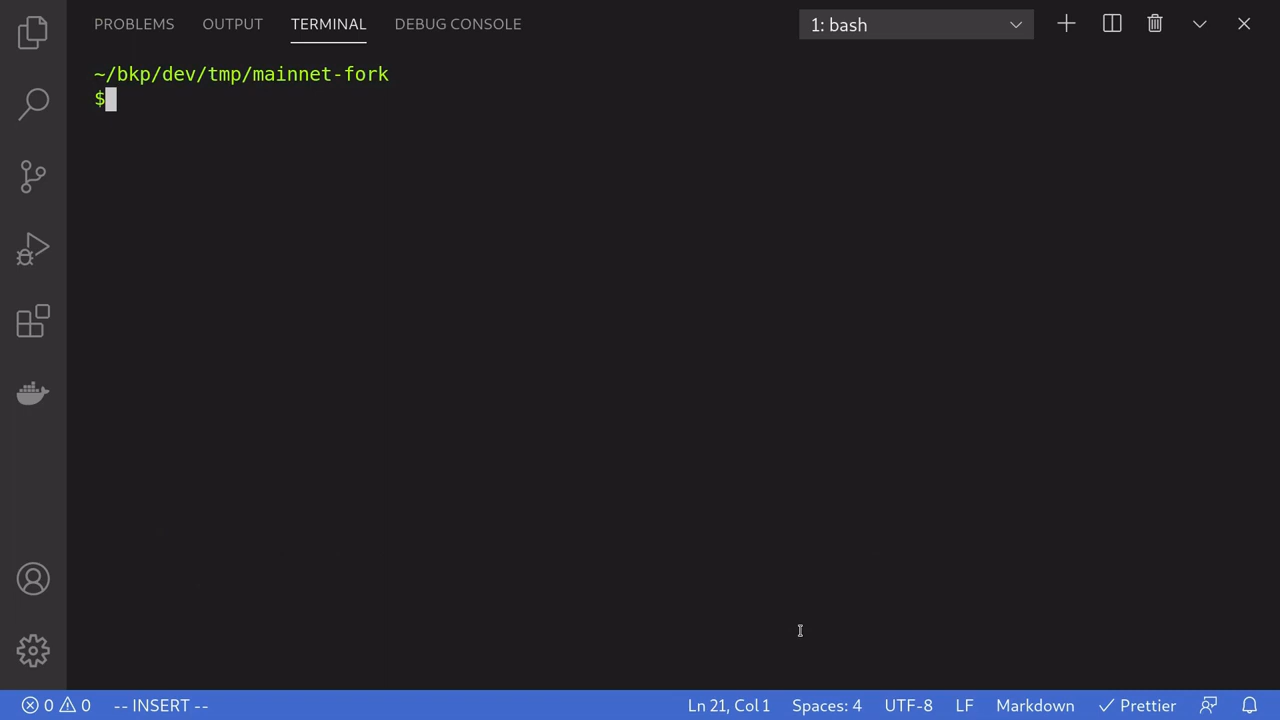 PROBLEMS OUTPUT TERMINAL DEBUG CONSOLE 1: bash
~/bkp/dev/tmp/mainnet-fork
$
0 0 -- INSERT -- Ln 21, Col 1 Spaces: 4 UTF-8 LF Markdown Prettier